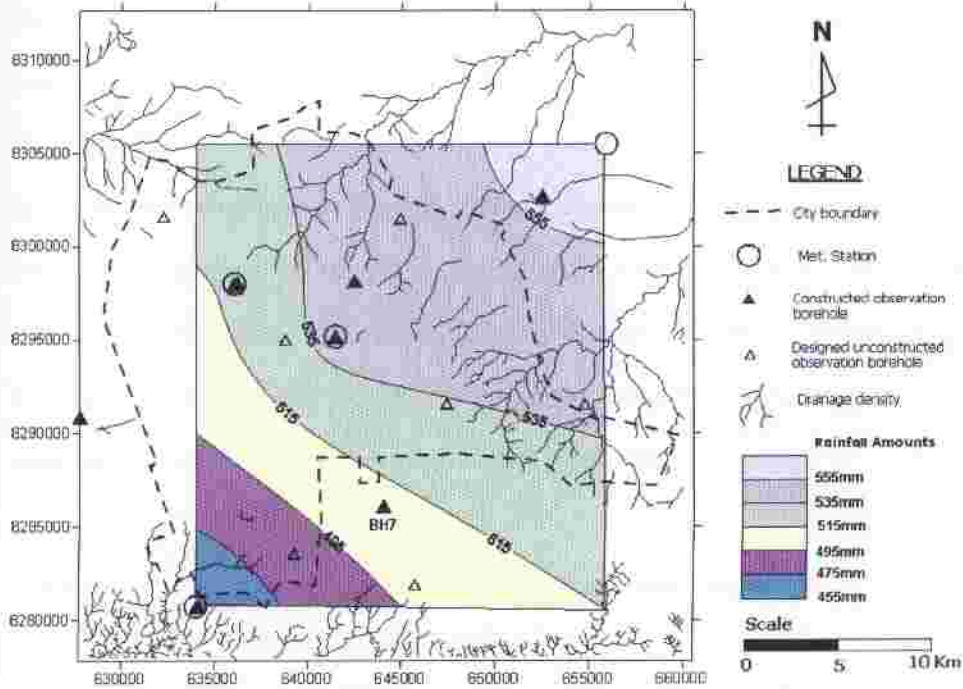 8310000
8305000
8300000
8295000
8290000
8295000
8280000
630000 635000 640000 645000 650000 655000 660000
555
535
535
515
515
495
BH7
N
LEGEND
City boundary
Met. Station
Constructed observation
borehole
Designed unconstructed
observation borehole
Drainage density
Rainfall Amounts
555mm
535mm
515mm
495mm
475mm
455mm
Scale
0 5 10 Km